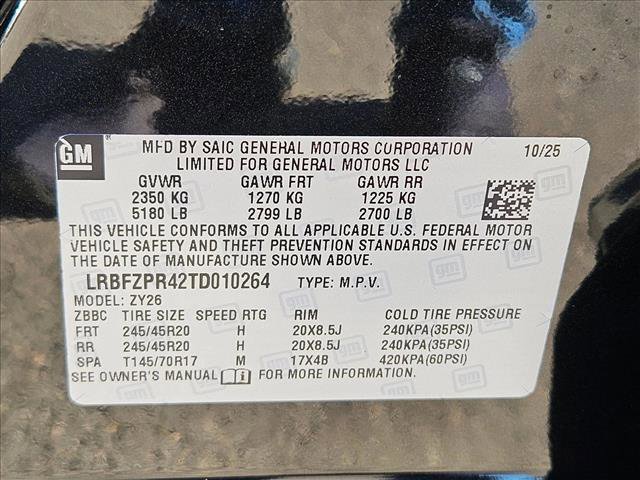 GM
MFD BY SAIC GENERAL MOTORS CORPORATION 10/25
LIMITED FOR GENERAL MOTORS LLC
GVWR GAWR FRT GAWR RR
2350 KG 1270 KG 1225 KG
5180 LB 2799 LB 2700 LB
THIS VEHICLE CONFORMS TO ALL APPLICABLE U.S. FEDERAL MOTOR
VEHICLE SAFETY AND THEFT PREVENTION STANDARDS IN EFFECT ON
THE DATE OF MANUFACTURE SHOWN ABOVE.
LRBFZPR42TD010264 TYPE: M.P.V.
MODEL: ZY26
ZBBC TIRE SIZE SPEED RTG RIM COLD TIRE PRESSURE
FRT 245/45R20 H 20X8.5J 240KPA(35PSI)
RR 245/45R20 H 20X8.5J 240KPA(35PSI)
SPA T145/70R17 M 17X4B 420KPA(60PSI)
SEE OWNER'S MANUAL FOR MORE INFORMATION.